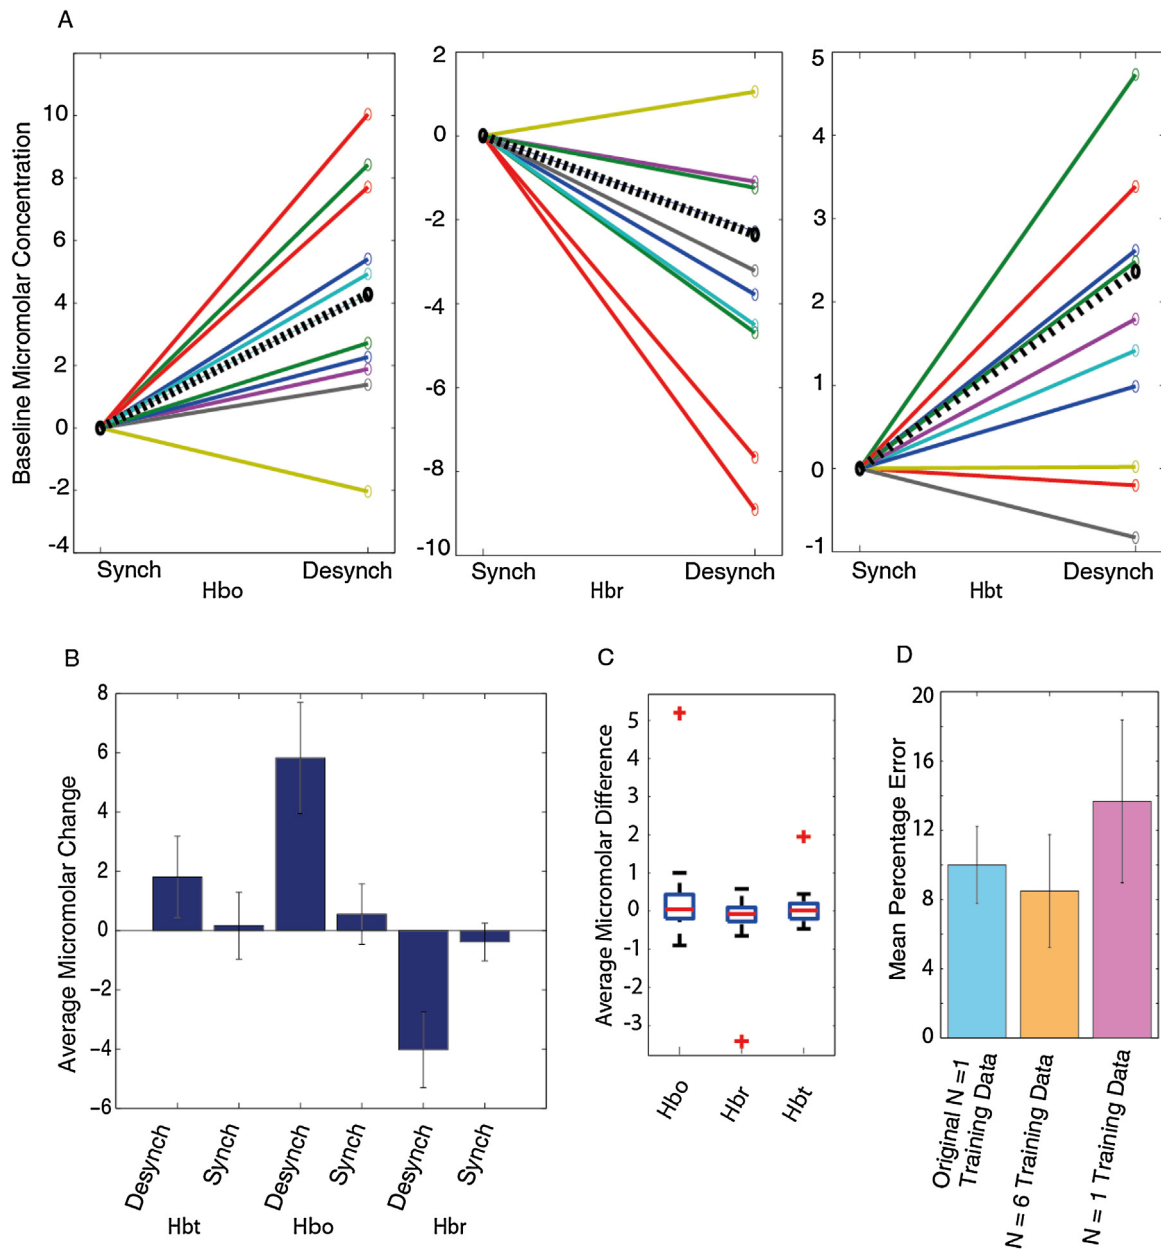 A
Baseline Micromolar Concentration
10
8
6
4
2
0
-2
-4
Synch
Desynch
Hbo
2
0
-2
-4
-6
-8
-10
Synch
Desynch
Hbr
5
4
3
2
1
0
-1
Synch
Desynch
Hbt
B
Average Micromolar Change
8
6
4
2
0
-2
-4
-6
Desynch
Synch
Desynch
Synch
Desynch
Synch
Hbt
Hbo
Hbr
C
Average Micromolar Difference
5
4
3
2
1
0
-1
-2
-3
Hbo
Hbr
Hbt
D
Mean Percentage Error
20
16
12
8
4
0
Original N =1
Training Data
N = 6 Training Data
N = 1 Training Data